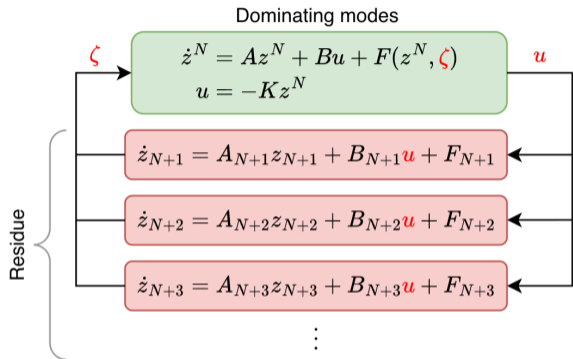 Dominating modes
ζ
ż^N = Az^N + Bu + F(z^N, ζ)
u = −Kz^N
u
Residue
ż_{N+1} = A_{N+1}z_{N+1} + B_{N+1}u + F_{N+1}
ż_{N+2} = A_{N+2}z_{N+2} + B_{N+2}u + F_{N+2}
ż_{N+3} = A_{N+3}z_{N+3} + B_{N+3}u + F_{N+3}
⋮